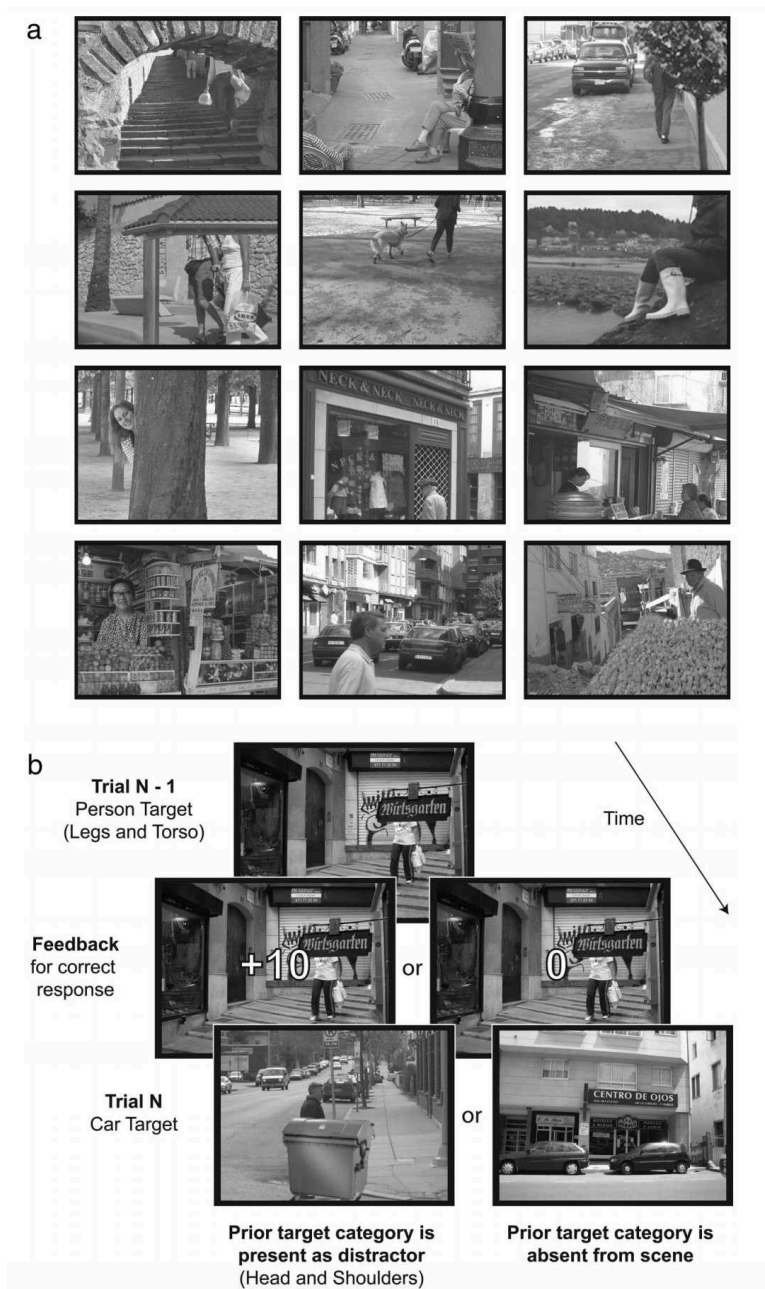 a
IKEA
NECK & NECK NECK & NECK
NECK
b
Trial N - 1
Person Target
(Legs and Torso)
Wirtsgarten
Time
Feedback
for correct
response
+10
Wirtsgarten
or
0
Wirtsgarten
Trial N
Car Target
or
CENTRO DE OJOS
Prior target category is
present as distractor
(Head and Shoulders)
Prior target category is
absent from scene